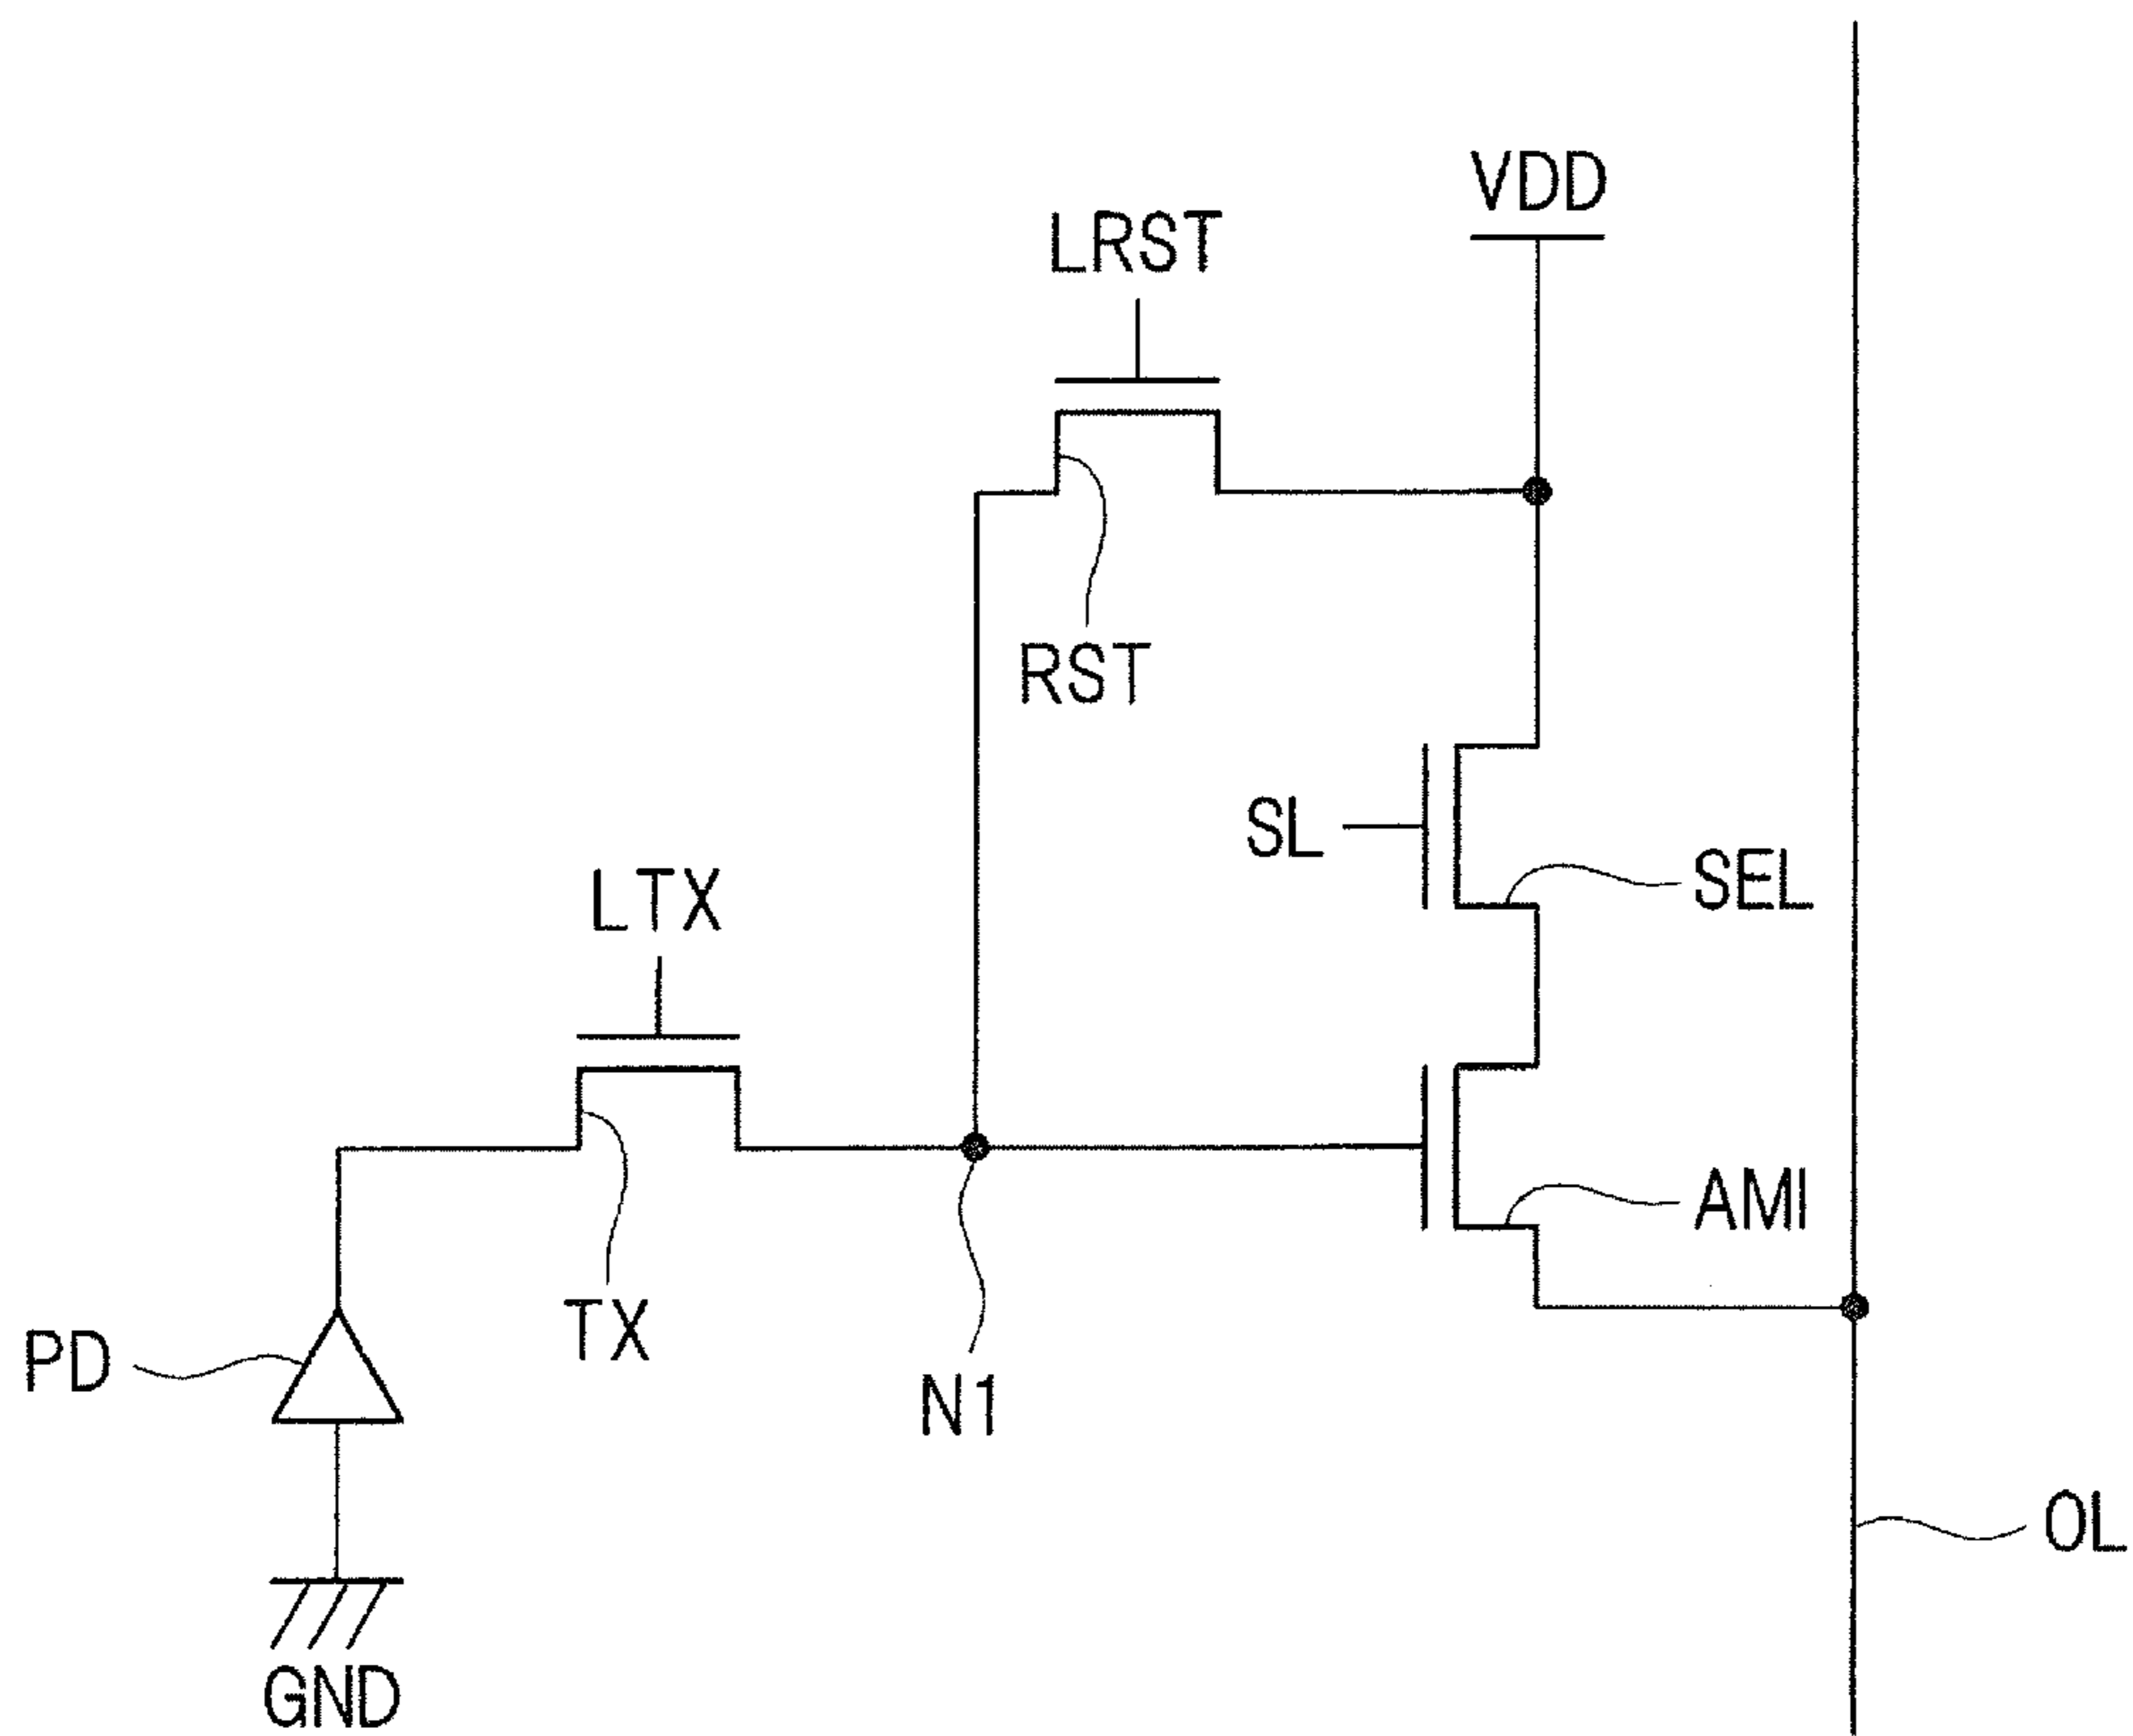 VDD
LRST
RST
SL
SEL
LTX
AMI
TX
PD
N1
OL
GND